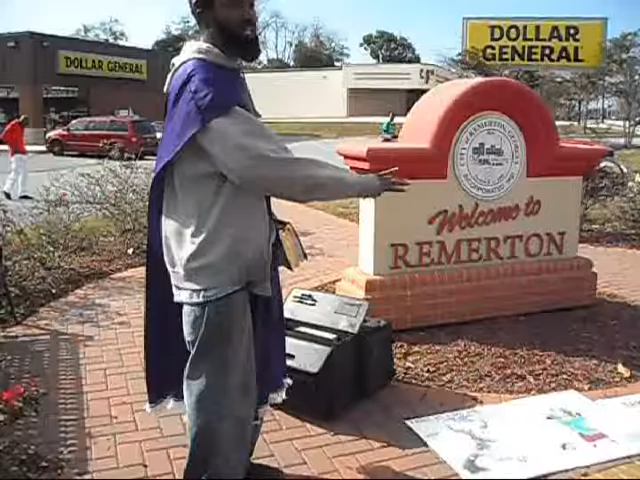 DOLLAR
GENERAL
DOLLAR GENERAL
Welcome to
REMERTON